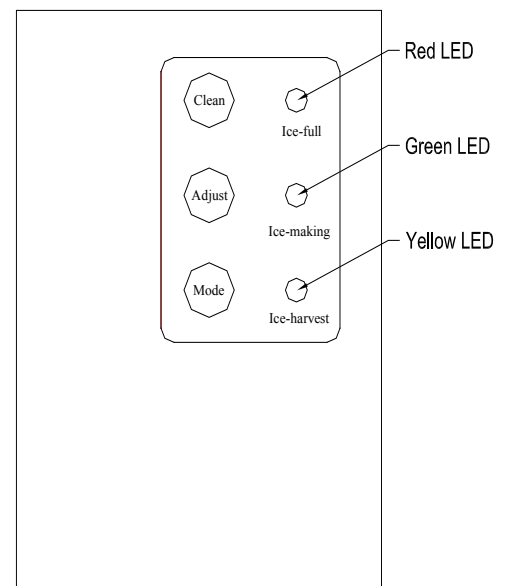 Red LED
Clean
Ice-full
Green LED
Adjust
Ice-making
Yellow LED
Mode
Ice-harvest